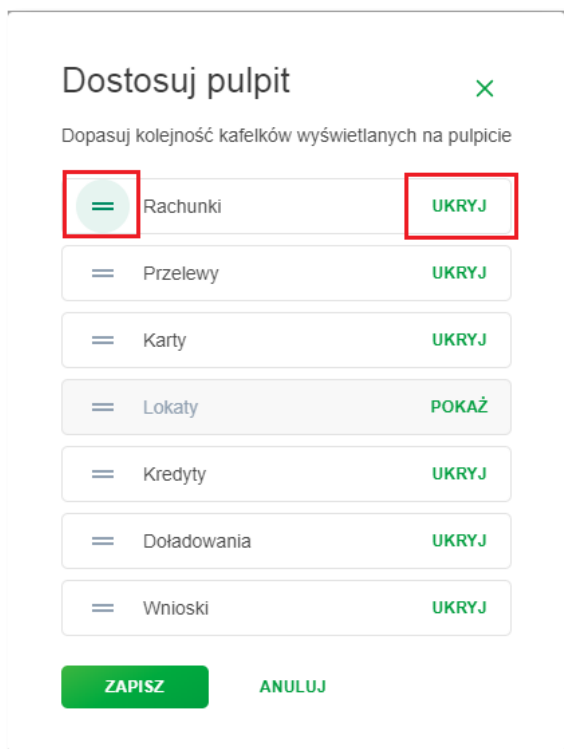 Dostosuj pulpit
Dopasuj kolejność kafelków wyświetlanych na pulpicie
Rachunki UKRYJ
Przelewy UKRYJ
Karty UKRYJ
Lokaty POKAŻ
Kredyty UKRYJ
Doładowania UKRYJ
Wnioski UKRYJ
ZAPISZ ANULUJ